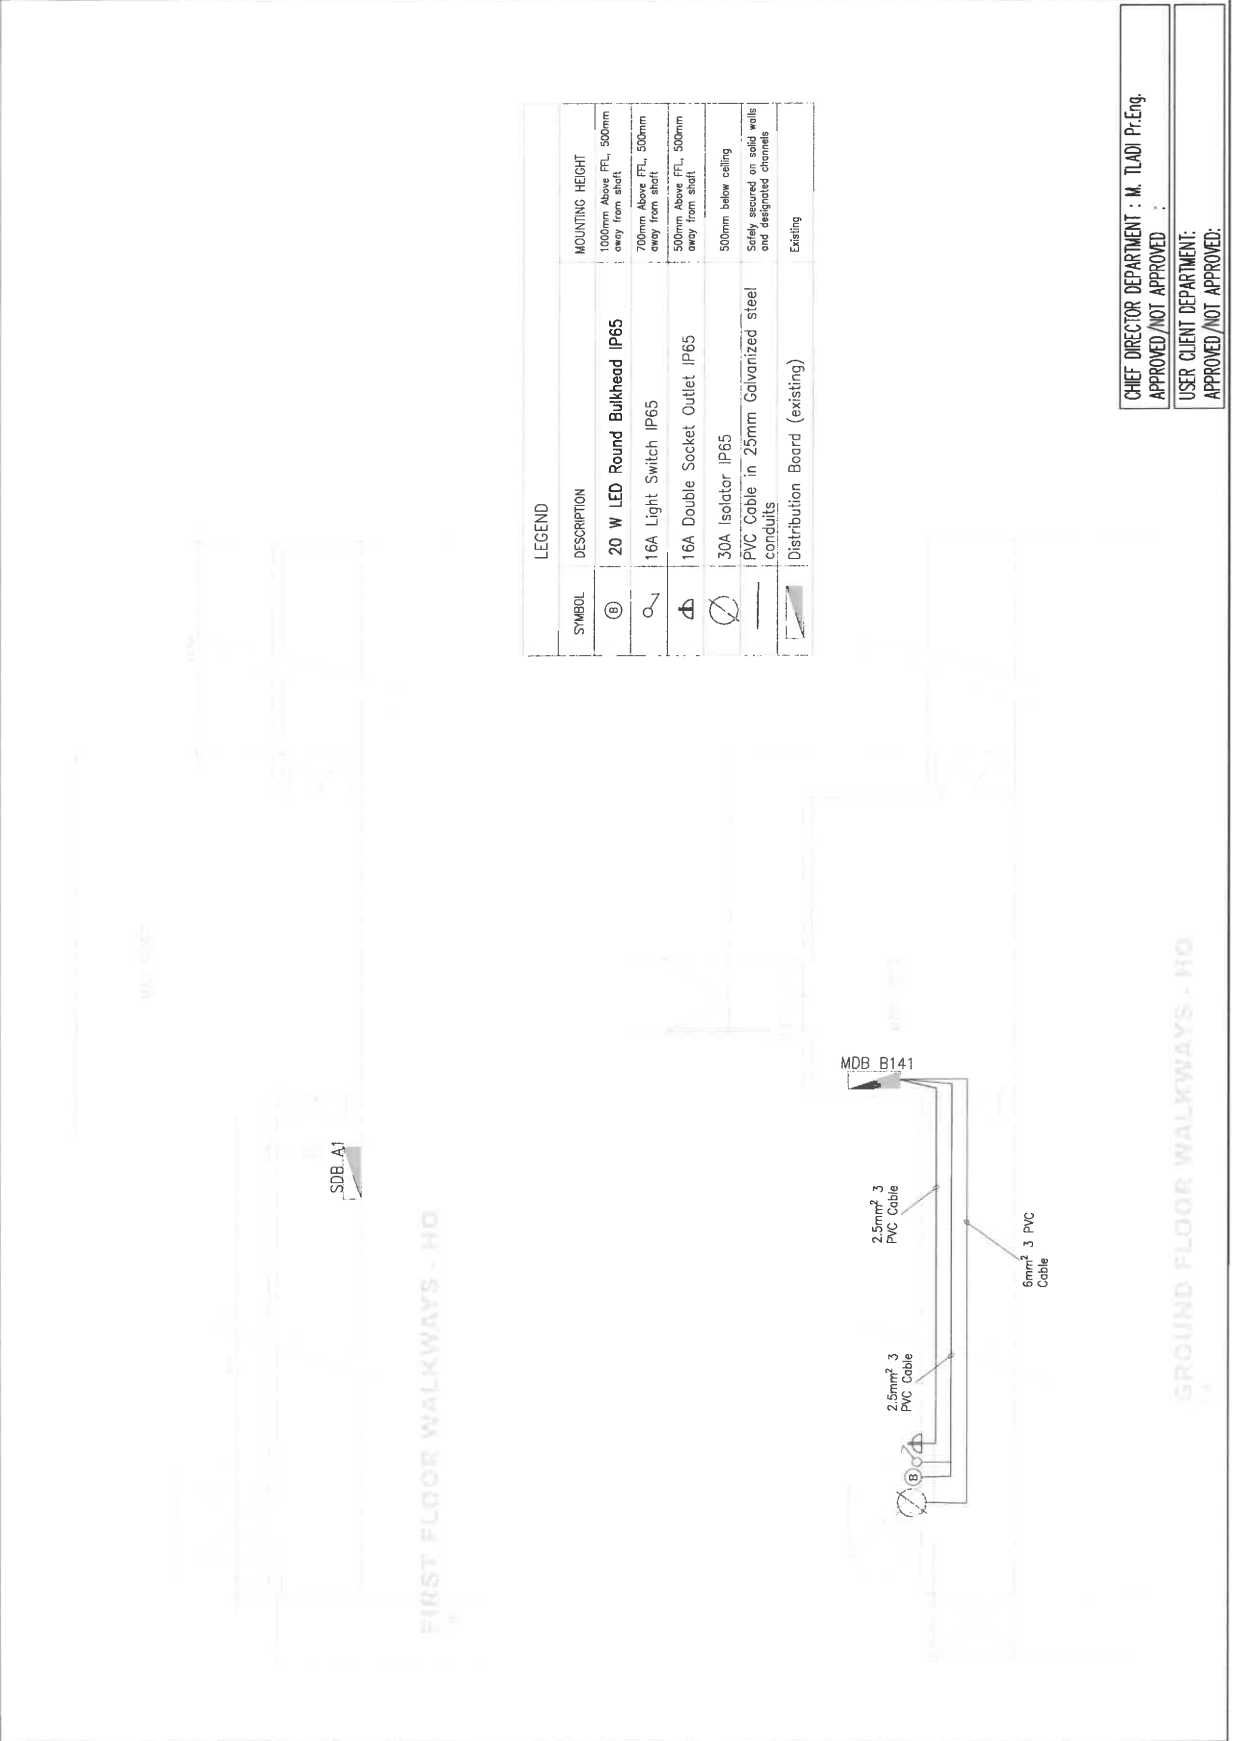 LEGEND
SYMBOL DESCRIPTION MOUNTING HEIGHT
B 20 W LED Round Bulkhead IP65 1000mm Above FFL, 500mm
away from shaft
16A Light Switch IP65 700mm Above FFL, 500mm
away from shaft
16A Double Socket Outlet IP65 500mm Above FFL, 500mm
away from shaft
30A Isolator IP65 500mm below ceiling
PVC Cable in 25mm Galvanized steel
conduits
Safely secured on solid walls
and designated channels
Distribution Board (existing) Existing
SDB A1
FIRST FLOOR WALKWAYS - HO
MDB B141
2.5mm² 3
PVC Cable
2.5mm² 3
PVC Cable
6mm² 3 PVC
Cable
B
GROUND FLOOR WALKWAYS - HO
CHIEF DIRECTOR DEPARTMENT : M. TLADI Pr.Eng.
APPROVED/NOT APPROVED :
USER CLIENT DEPARTMENT:
APPROVED/NOT APPROVED: